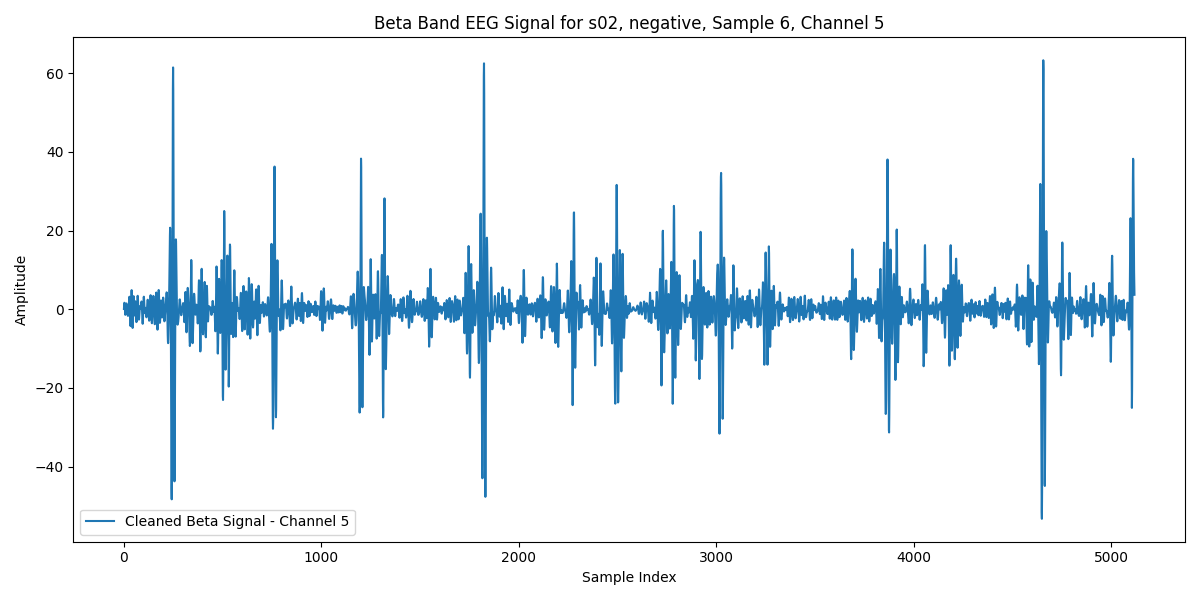 Beta Band EEG Signal for s02, negative, Sample 6, Channel 5
60
40
20
0
−20
−40
Amplitude
Cleaned Beta Signal - Channel 5
0 1000 2000 3000 4000 5000
Sample Index